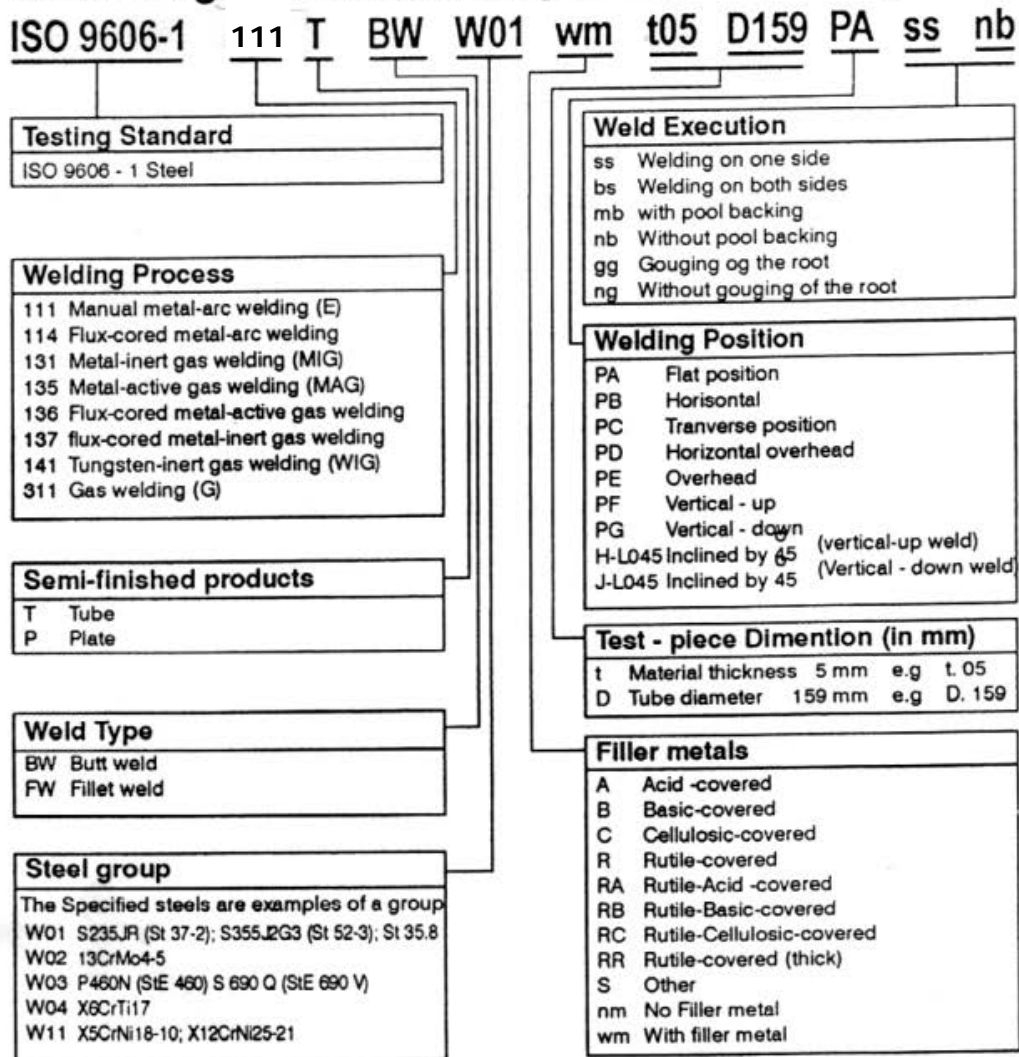 ISO 9606-1 111 T BW W01 wm t05 D159 PA ss nb
Testing Standard
ISO 9606 - 1 Steel
Welding Process
111 Manual metal-arc welding (E)
114 Flux-cored metal-arc welding
131 Metal-inert gas welding (MIG)
135 Metal-active gas welding (MAG)
136 Flux-cored metal-active gas welding
137 flux-cored metal-inert gas welding
141 Tungsten-inert gas welding (WIG)
311 Gas welding (G)
Semi-finished products
T Tube
P Plate
Weld Type
BW Butt weld
FW Fillet weld
Steel group
The Specified steels are examples of a group
W01 S235JR (St 37-2); S355J2G3 (St 52-3); St 35.8
W02 13CrMo4-5
W03 P460N (StE 460) S 690 Q (StE 690 V)
W04 X6CrTi17
W11 X5CrNi18-10; X12CrNi25-21
Weld Execution
ss Welding on one side
bs Welding on both sides
mb with pool backing
nb Without pool backing
gg Gouging og the root
ng Without gouging of the root
Welding Position
PA Flat position
PB Horisontal
PC Tranverse position
PD Horizontal overhead
PE Overhead
PF Vertical - up
PG Vertical - down
H-L045 Inclined by 45 (vertical-up weld)
J-L045 Inclined by 45 (Vertical - down weld)
Test - piece Dimention (in mm)
t Material thickness 5 mm e.g t. 05
D Tube diameter 159 mm e.g D. 159
Filler metals
A Acid -covered
B Basic-covered
C Cellulosic-covered
R Rutile-covered
RA Rutile-Acid -covered
RB Rutile-Basic-covered
RC Rutile-Cellulosic-covered
RR Rutile-covered (thick)
S Other
nm No Filler metal
wm With filler metal